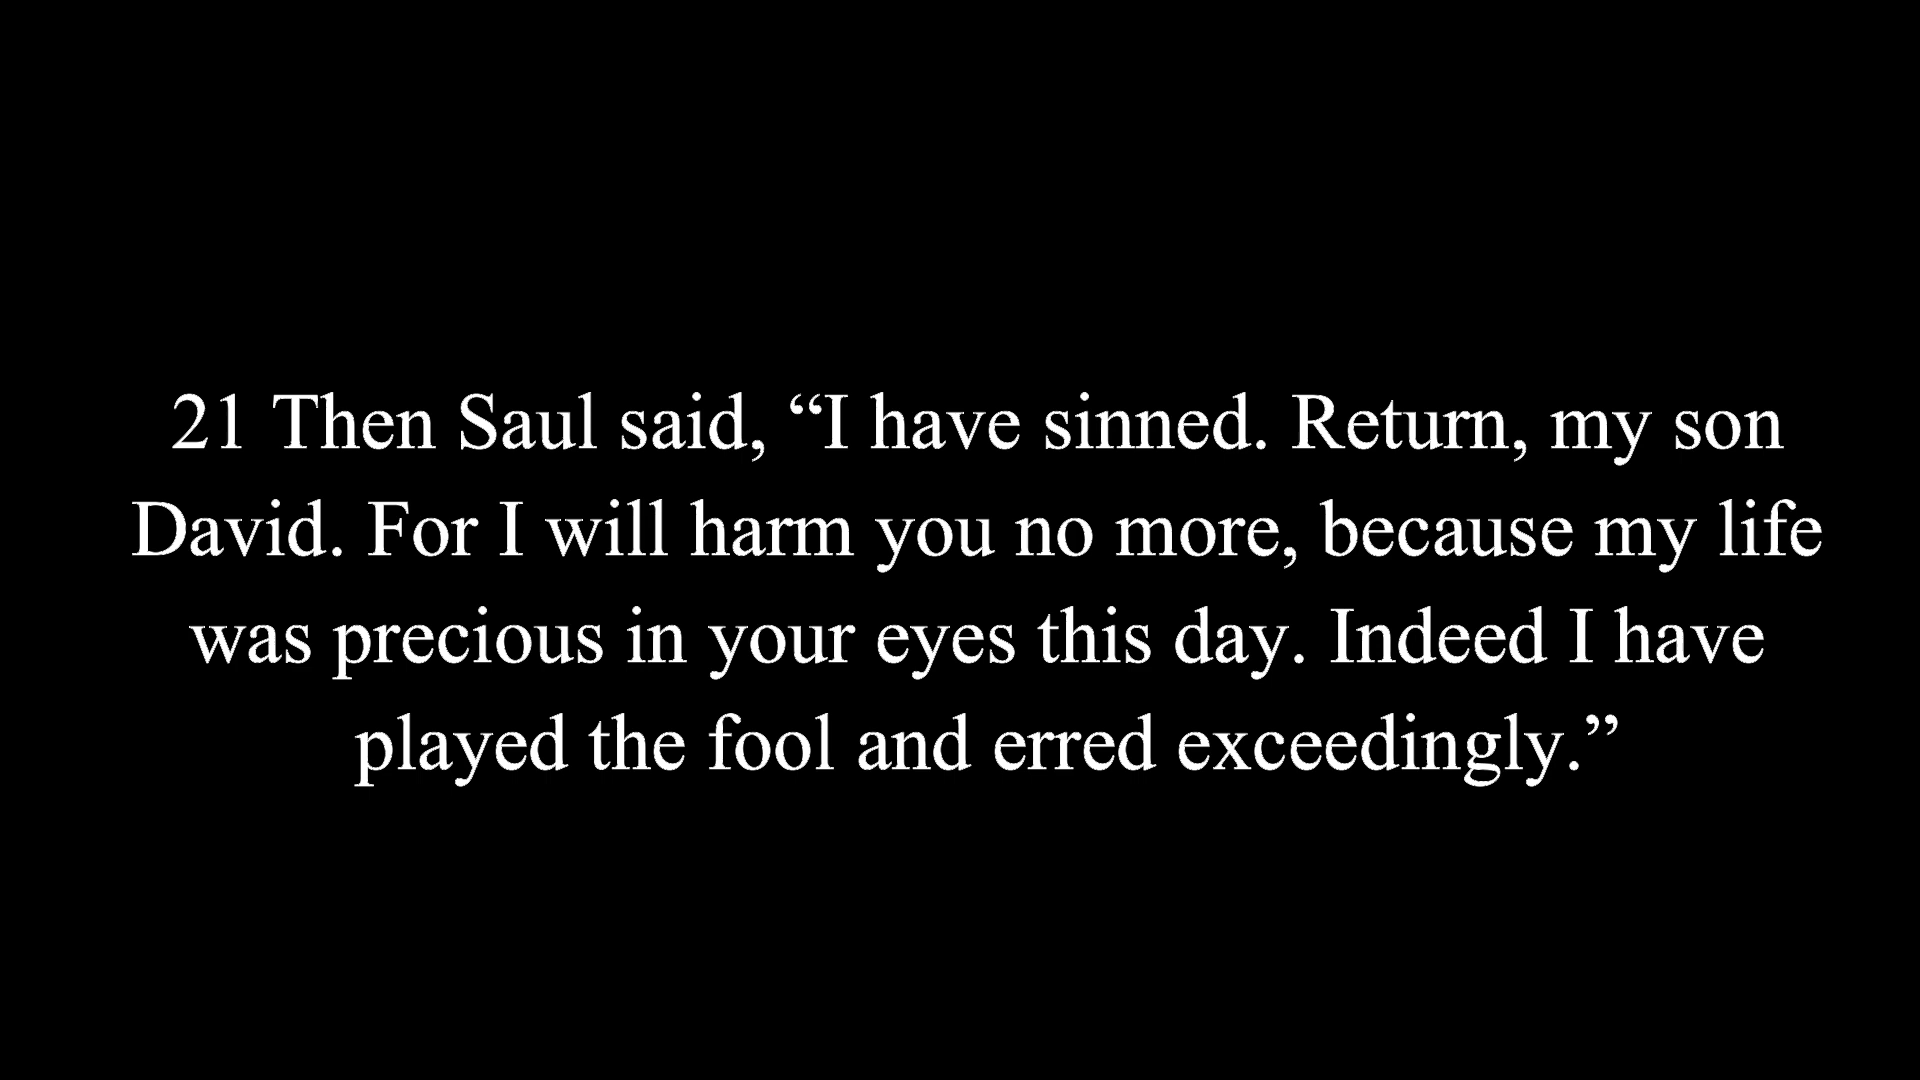 21 Then Saul said, “I have sinned. Return, my son
David. For I will harm you no more, because my life
was precious in your eyes this day. Indeed I have
played the fool and erred exceedingly.”